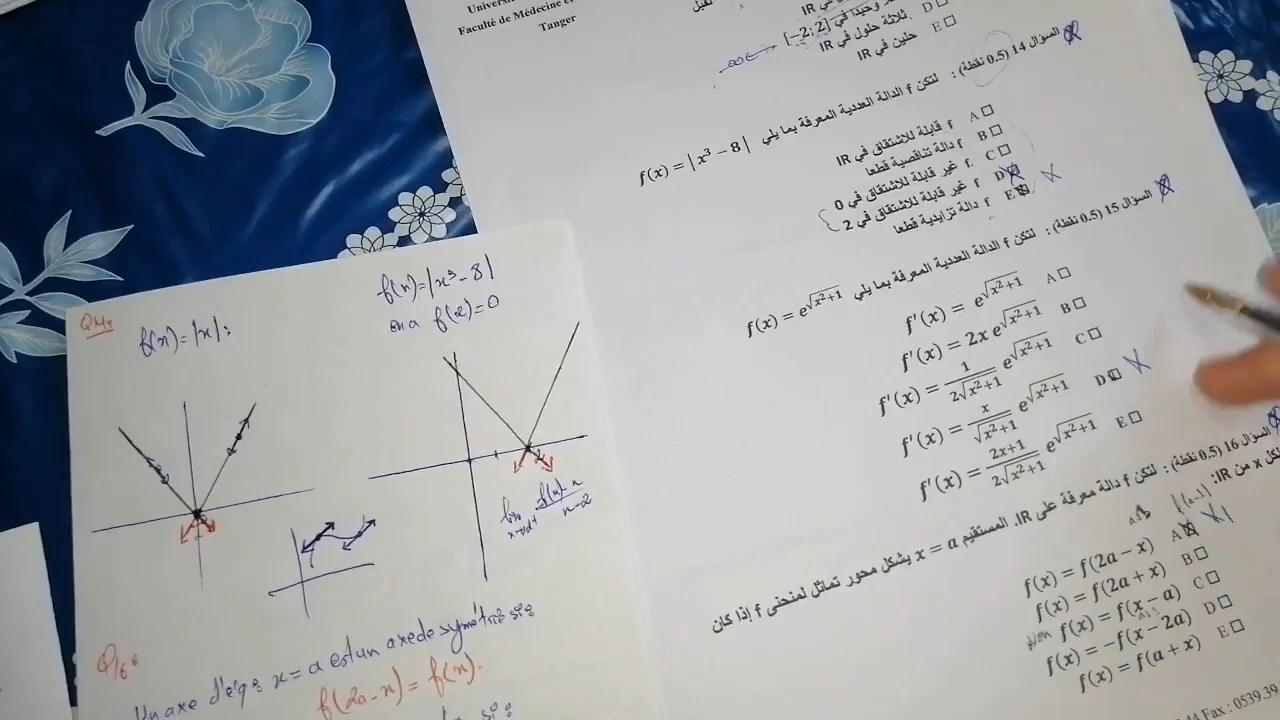 Faculté de Médecine et
Tanger
[-2; 2]
D□ ثلاثة حلول في IR
E□ حلين في IR
السؤال 14 (0.5 نقطة) : لتكن f الدالة العددية المعرفة بما يلي f(x) = | x³ − 8 |
A□ f قابلة للاشتقاق في IR
B□ f دالة تناقصية قطعا
C□ f غير قابلة للاشتقاق في 0
D□ f غير قابلة للاشتقاق في 2
E□ f دالة تزايدية قطعا
السؤال 15 (0.5 نقطة) : لتكن f الدالة العددية المعرفة بما يلي f(x) = e^√(x²+1)
A□ f'(x) = e^√(x²+1)
B□ f'(x) = 2x e^√(x²+1)
C□ f'(x) = 1/(2√(x²+1)) e^√(x²+1)
D□ f'(x) = x/√(x²+1) e^√(x²+1)
E□ f'(x) = (2x+1)/(2√(x²+1)) e^√(x²+1)
السؤال 16 (0.5 نقطة) : لتكن f دالة معرفة على IR. المستقيم x = a يشكل محور تماثل لمنحنى f إذا كان
لكل x من IR:
A□ f(x) = f(2a − x)
B□ f(x) = f(2a + x)
C□ f(x) = f(x − a)
D□ f(x) = −f(x − 2a)
E□ f(x) = f(a + x)
Fax : 0539.39
f(x) = |x³ − 8|
on a f(2) = 0
f(x) = |x| :
Q16:
Un axe d'éq: x = a est un axe de symétrie si:
f(2a − x) = f(x).